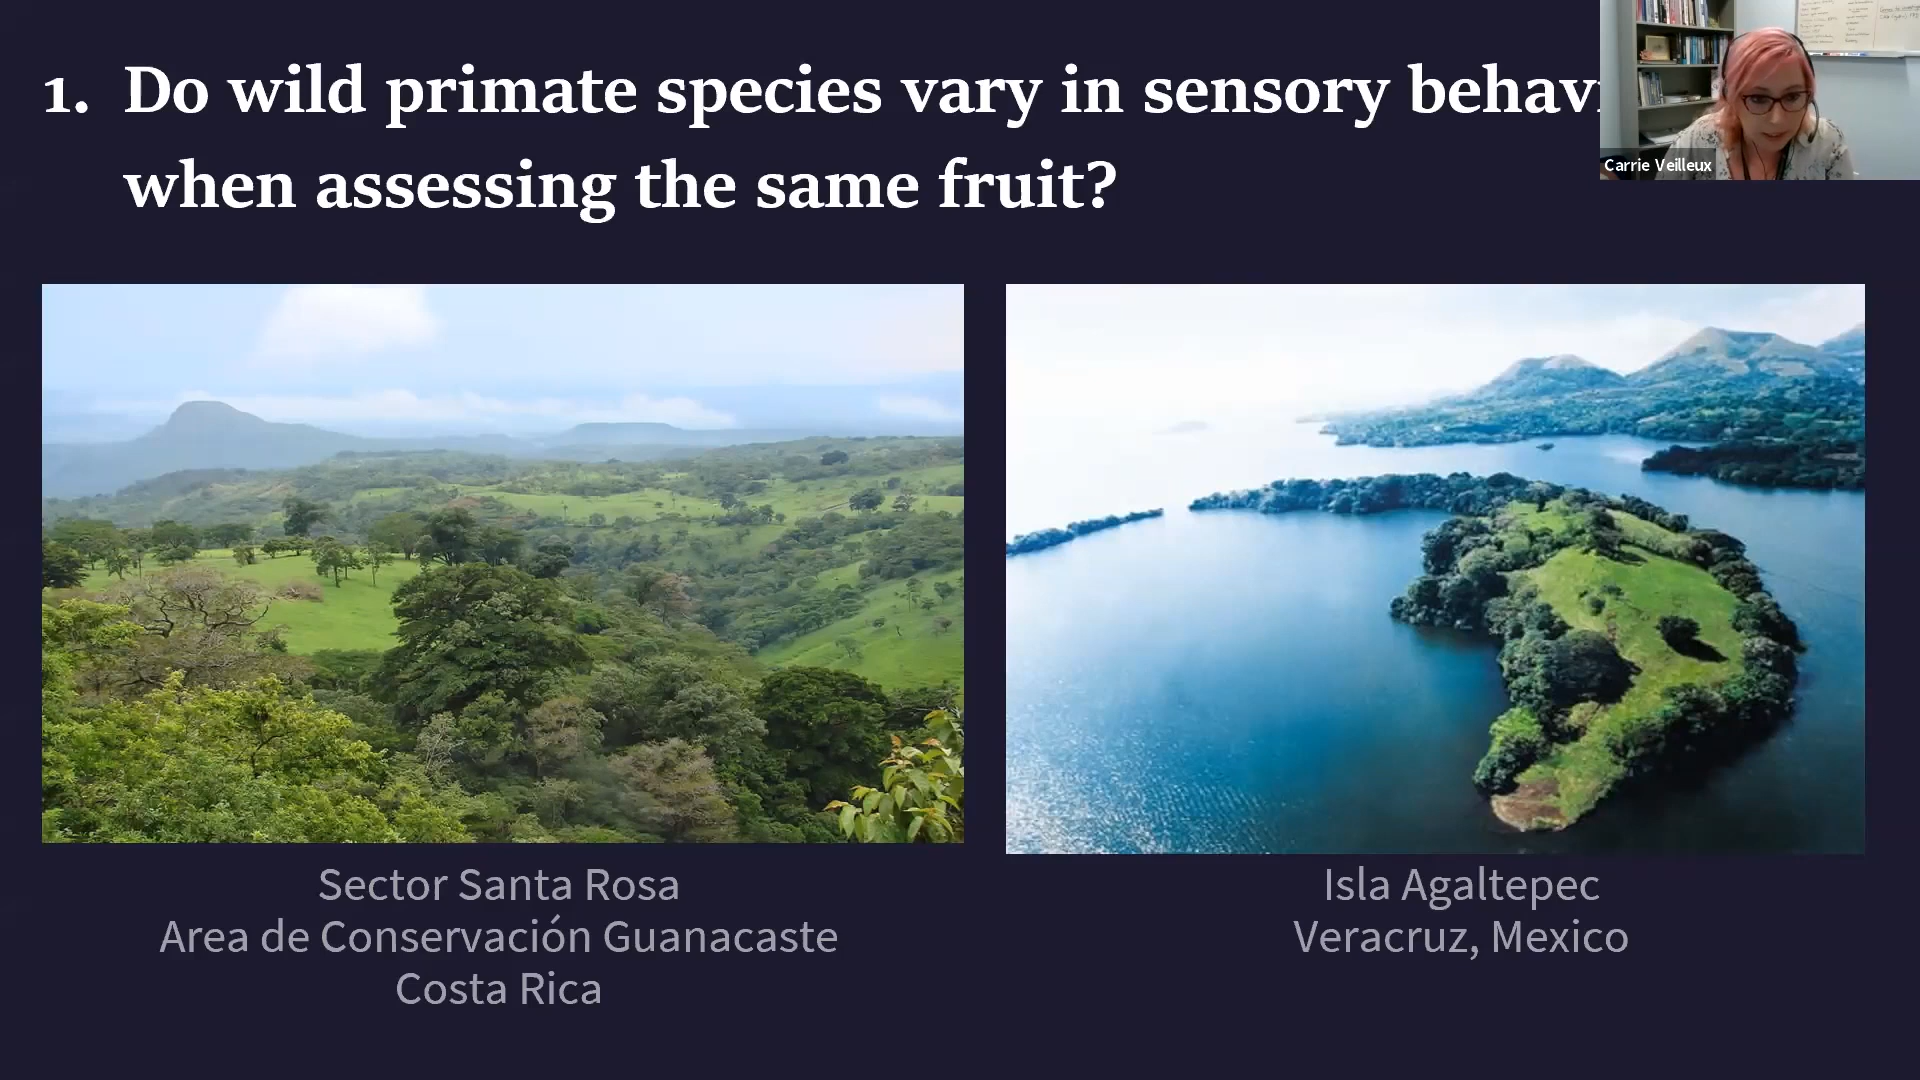 1. Do wild primate species vary in sensory
when assessing the same fruit?
Carrie Veilleux
Sector Santa Rosa
Area de Conservación Guanacaste
Costa Rica
Isla Agaltepec
Veracruz, Mexico